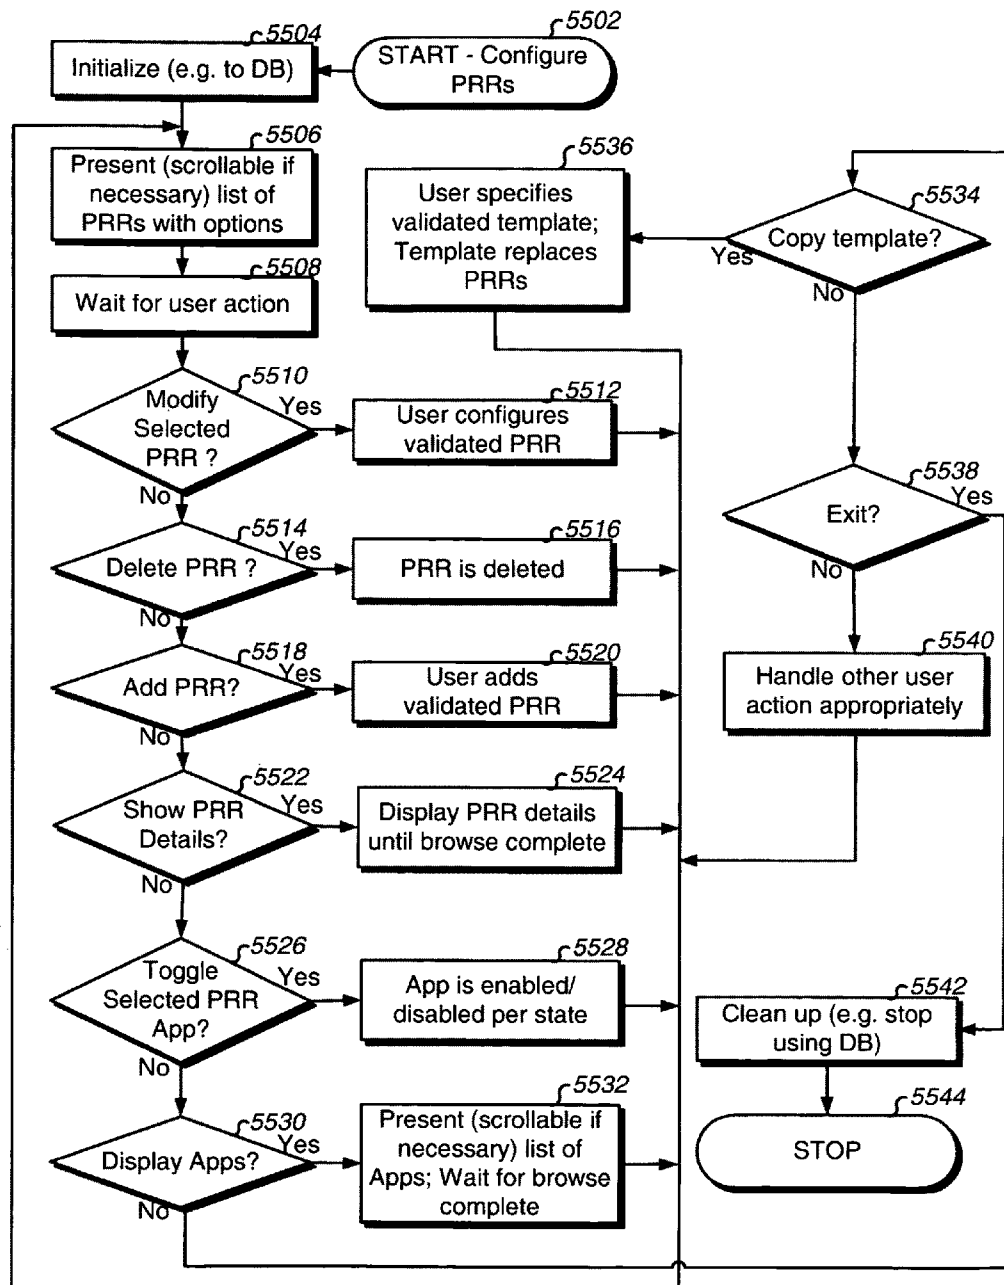 5502
START - Configure
PRRs
5504
Initialize (e.g. to DB)
5506
Present (scrollable if
necessary) list of
PRRs with options
5508
Wait for user action
5510
Modify
Selected
PRR ?
Yes
No
5512
User configures
validated PRR
5514
Delete PRR ?
Yes
No
5516
PRR is deleted
5518
Add PRR?
Yes
No
5520
User adds
validated PRR
5522
Show PRR
Details?
Yes
No
5524
Display PRR details
until browse complete
5526
Toggle
Selected PRR
App?
Yes
No
5528
App is enabled/
disabled per state
5530
Display Apps?
Yes
No
5532
Present (scrollable if
necessary) list of
Apps; Wait for browse
complete
5534
Copy template?
Yes
No
5536
User specifies
validated template;
Template replaces
PRRs
5538
Exit?
Yes
No
5540
Handle other user
action appropriately
5542
Clean up (e.g. stop
using DB)
5544
STOP